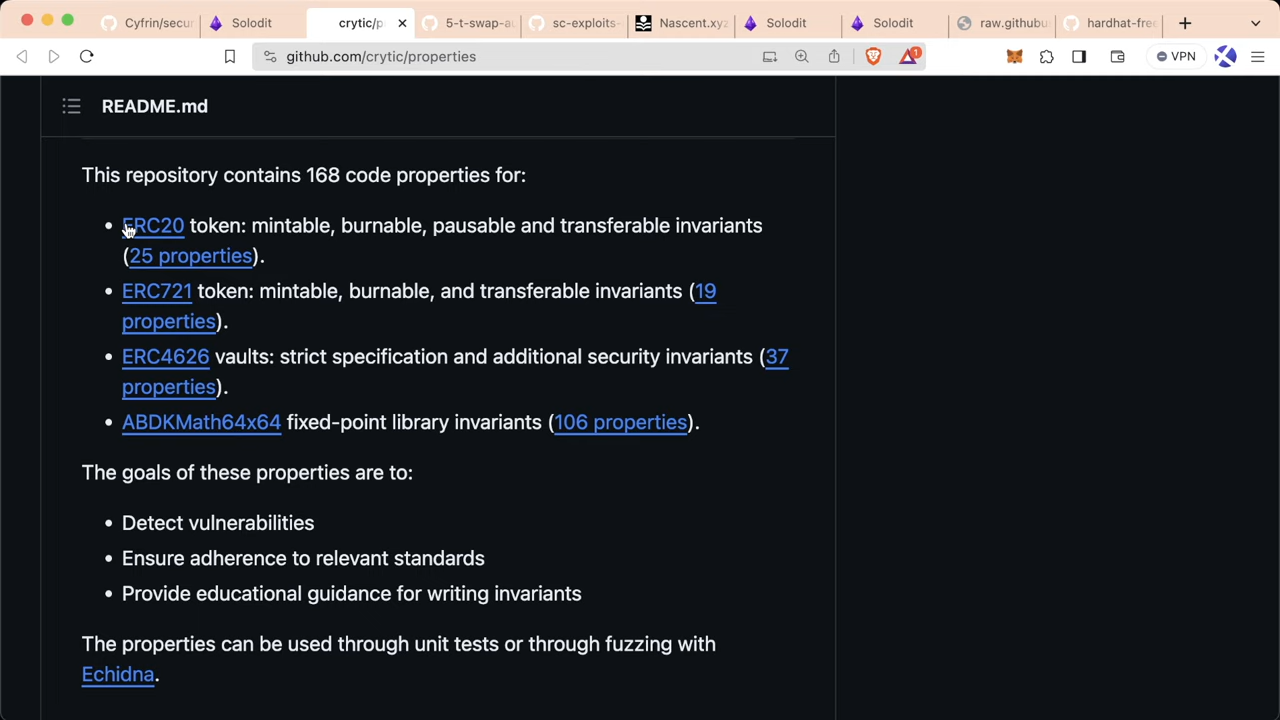 Cyfrin/secur
Solodit
crytic/p
5-t-swap-au
sc-exploits-
Nascent.xyz
Solodit
Solodit
raw.githubu
hardhat-free
github.com/crytic/properties
1
VPN
README.md
This repository contains 168 code properties for:
• ERC20 token: mintable, burnable, pausable and transferable invariants
(25 properties).
• ERC721 token: mintable, burnable, and transferable invariants (19
properties).
• ERC4626 vaults: strict specification and additional security invariants (37
properties).
• ABDKMath64x64 fixed-point library invariants (106 properties).
The goals of these properties are to:
• Detect vulnerabilities
• Ensure adherence to relevant standards
• Provide educational guidance for writing invariants
The properties can be used through unit tests or through fuzzing with
Echidna.